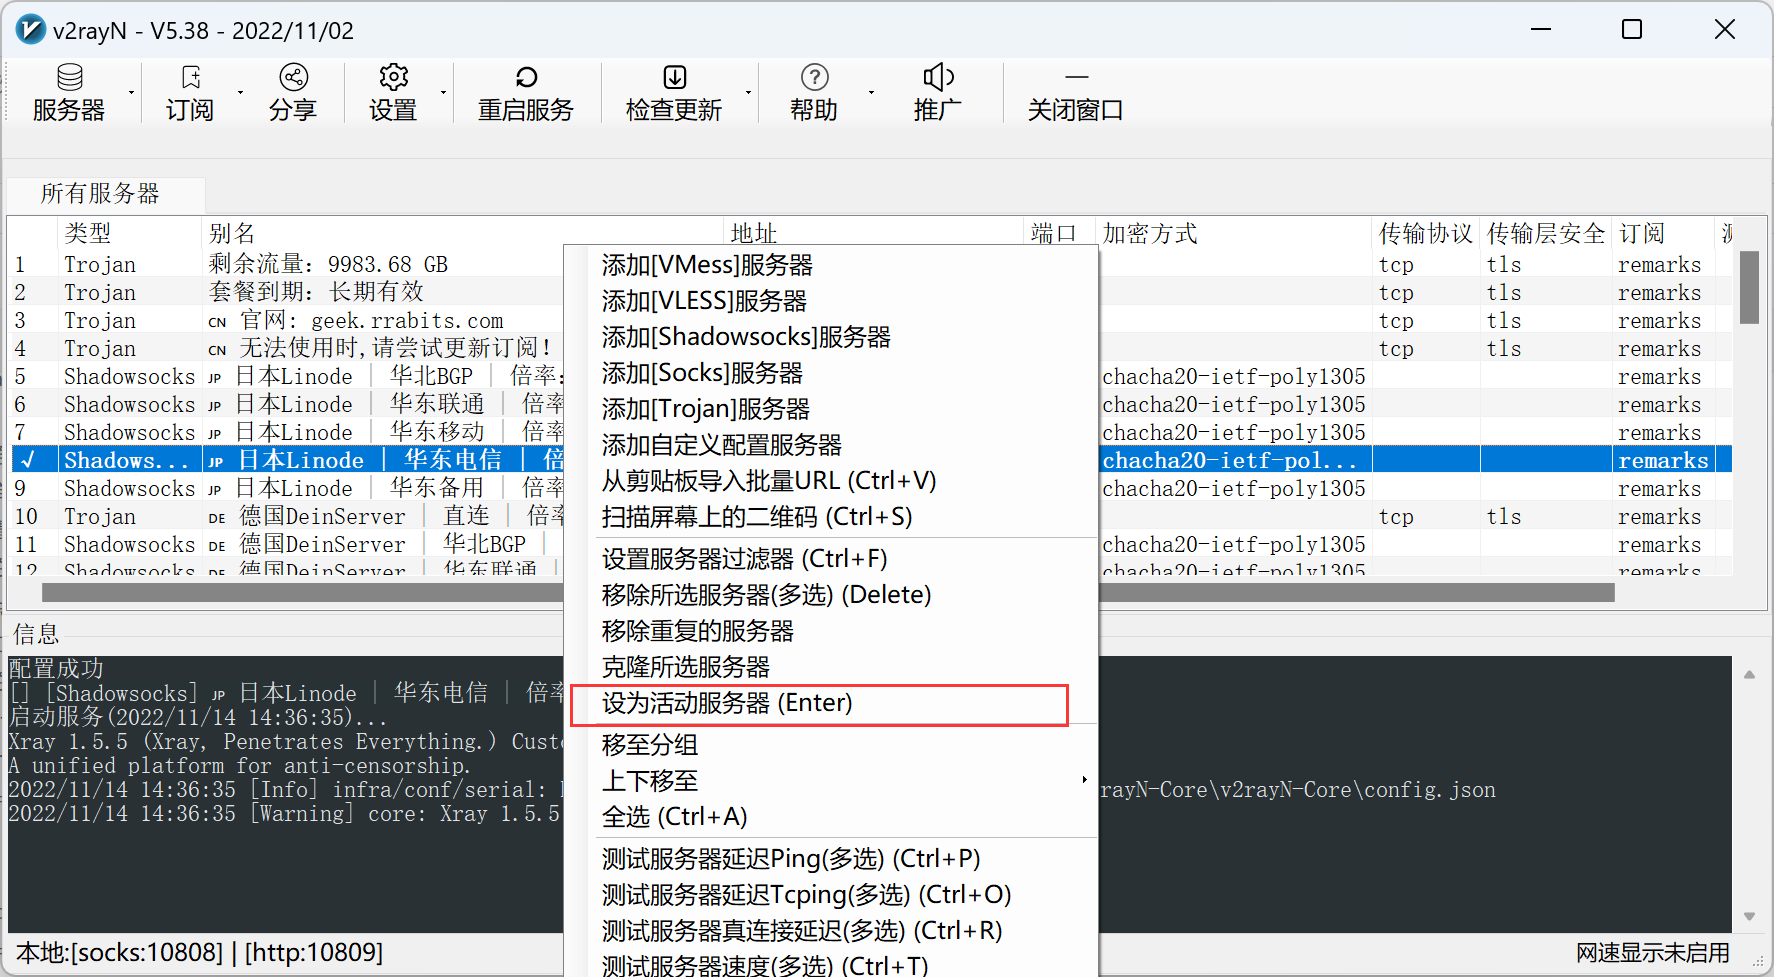 v2rayN - V5.38 - 2022/11/02
服务器 订阅 分享 设置 重启服务 检查更新 帮助 推广 关闭窗口
所有服务器
类型 别名 地址 端口 加密方式 传输协议 传输层安全 订阅
1 Trojan 剩余流量: 9983.68 GB tcp tls remarks
2 Trojan 套餐到期: 长期有效 tcp tls remarks
3 Trojan CN 官网: geek.rrabits.com tcp tls remarks
4 Trojan CN 无法使用时,请尝试更新订阅! tcp tls remarks
5 Shadowsocks JP 日本Linode | 华北BGP | 倍率: chacha20-ietf-poly1305 remarks
6 Shadowsocks JP 日本Linode | 华东联通 | 倍率 chacha20-ietf-poly1305 remarks
7 Shadowsocks JP 日本Linode | 华东移动 | 倍率 chacha20-ietf-poly1305 remarks
√ Shadows... JP 日本Linode | 华东电信 | 倍 chacha20-ietf-pol... remarks
9 Shadowsocks JP 日本Linode | 华东备用 | 倍率 chacha20-ietf-poly1305 remarks
10 Trojan DE 德国DeinServer | 直连 | 倍率 tcp tls remarks
11 Shadowsocks DE 德国DeinServer | 华北BGP | chacha20-ietf-poly1305 remarks
12 Shadowsocks DE 德国DeinServer | 华东联通 | chacha20-ietf-poly1305 remarks
添加[VMess]服务器
添加[VLESS]服务器
添加[Shadowsocks]服务器
添加[Socks]服务器
添加[Trojan]服务器
添加自定义配置服务器
从剪贴板导入批量URL (Ctrl+V)
扫描屏幕上的二维码 (Ctrl+S)
设置服务器过滤器 (Ctrl+F)
移除所选服务器(多选) (Delete)
移除重复的服务器
克隆所选服务器
设为活动服务器 (Enter)
移至分组
上下移至
全选 (Ctrl+A)
测试服务器延迟Ping(多选) (Ctrl+P)
测试服务器延迟Tcping(多选) (Ctrl+O)
测试服务器真连接延迟(多选) (Ctrl+R)
测试服务器速度(多选) (Ctrl+T)
信息
配置成功
[] [Shadowsocks] JP 日本Linode | 华东电信 | 倍率
启动服务(2022/11/14 14:36:35)...
Xray 1.5.5 (Xray, Penetrates Everything.) Custo
A unified platform for anti-censorship.
2022/11/14 14:36:35 [Info] infra/conf/serial: rayN-Core\v2rayN-Core\config.json
2022/11/14 14:36:35 [Warning] core: Xray 1.5.5
本地:[socks:10808] | [http:10809] 网速显示未启用